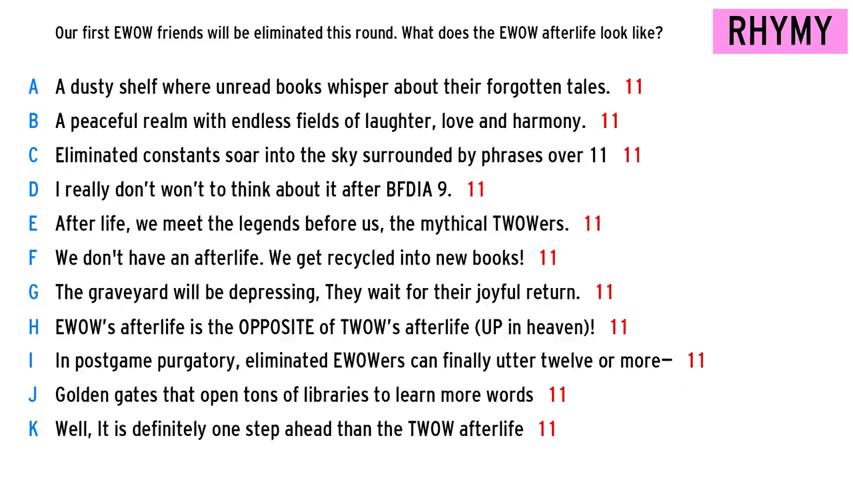 Our first EWOW friends will be eliminated this round. What does the EWOW afterlife look like?
RHYMY
A A dusty shelf where unread books whisper about their forgotten tales. 11
B A peaceful realm with endless fields of laughter, love and harmony. 11
C Eliminated constants soar into the sky surrounded by phrases over 11 11
D I really don't won't to think about it after BFDIA 9. 11
E After life, we meet the legends before us, the mythical TWOWers. 11
F We don't have an afterlife. We get recycled into new books! 11
G The graveyard will be depressing, They wait for their joyful return. 11
H EWOW's afterlife is the OPPOSITE of TWOW's afterlife (UP in heaven)! 11
I In postgame purgatory, eliminated EWOWers can finally utter twelve or more— 11
J Golden gates that open tons of libraries to learn more words 11
K Well, It is definitely one step ahead than the TWOW afterlife 11